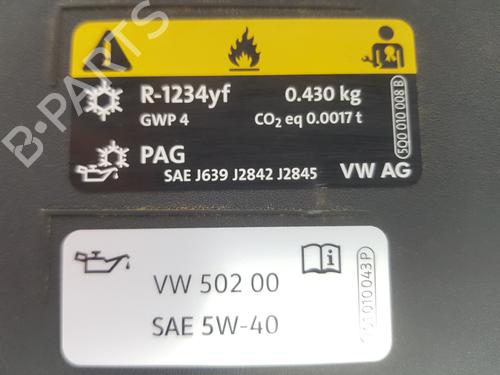 R-1234yf 0.430 kg
GWP 4 CO₂ eq 0.0017 t
PAG
SAE J639 J2842 J2845 VW AG
5Q0 010 008 B
VW 502 00
SAE 5W-40
010043P
B-PARTS